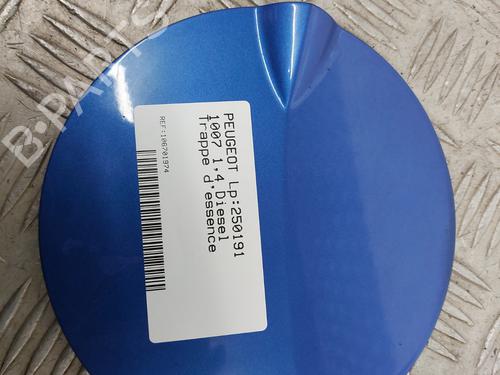 PEUGEOT Lp:250191
1007 1,4 Diesel
Trappe d'essence
REF:106701974
B-PARTS